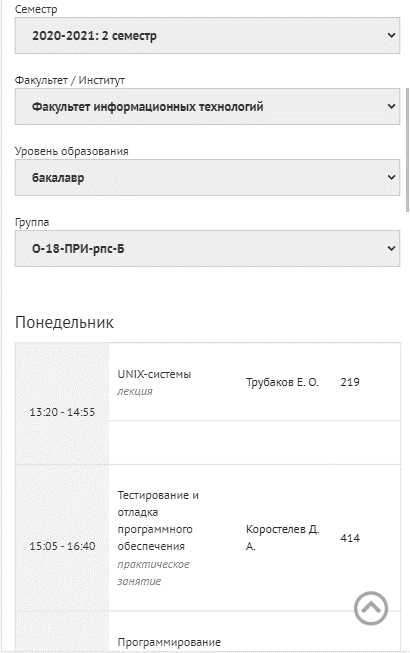 Семестр
2020-2021: 2 семестр
Факультет / Институт
Факультет информационных технологий
Уровень образования
бакалавр
Группа
О-18-ПРИ-рпс-Б
Понедельник
13:20 - 14:55
UNIX-системы
лекция
Трубаков Е. О.
219
15:05 - 16:40
Тестирование и
отладка
программного
обеспечения
практическое
занятие
Коростелев Д.
А.
414
Программирование